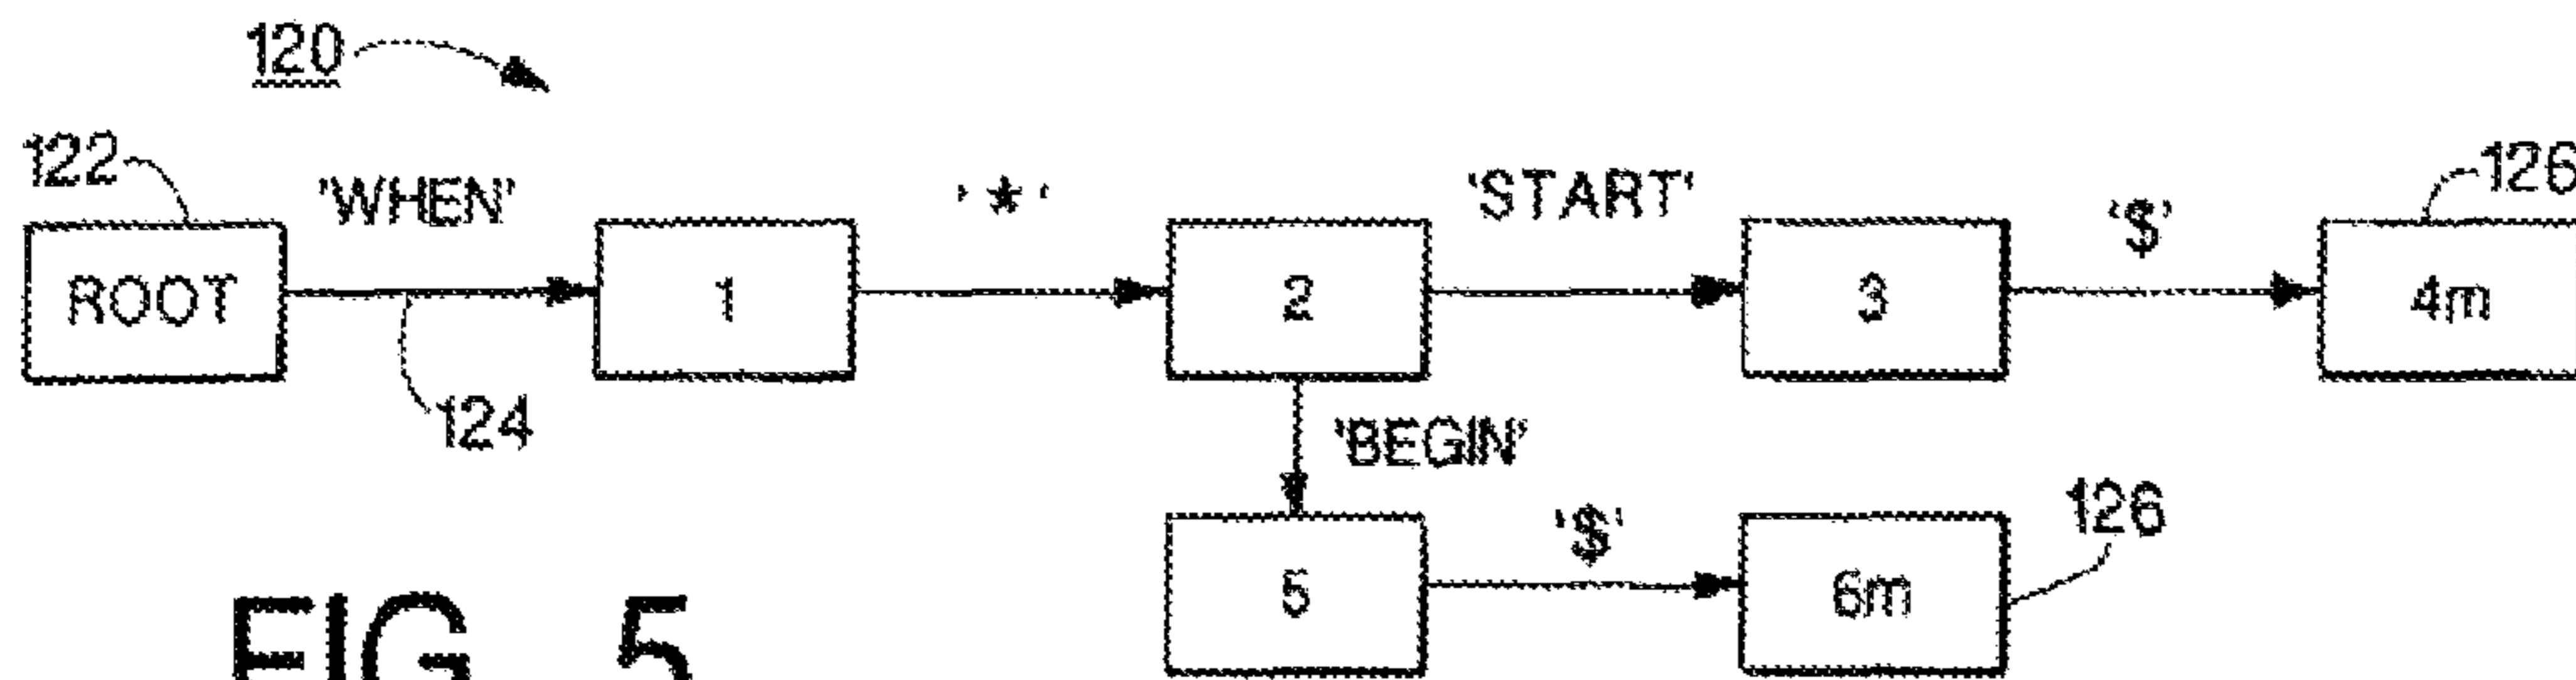 120
122 'WHEN' '*' 'START' '$' 126
ROOT 1 2 3 4m
124 'BEGIN'
5 '$' 6m 126
FIG. 5